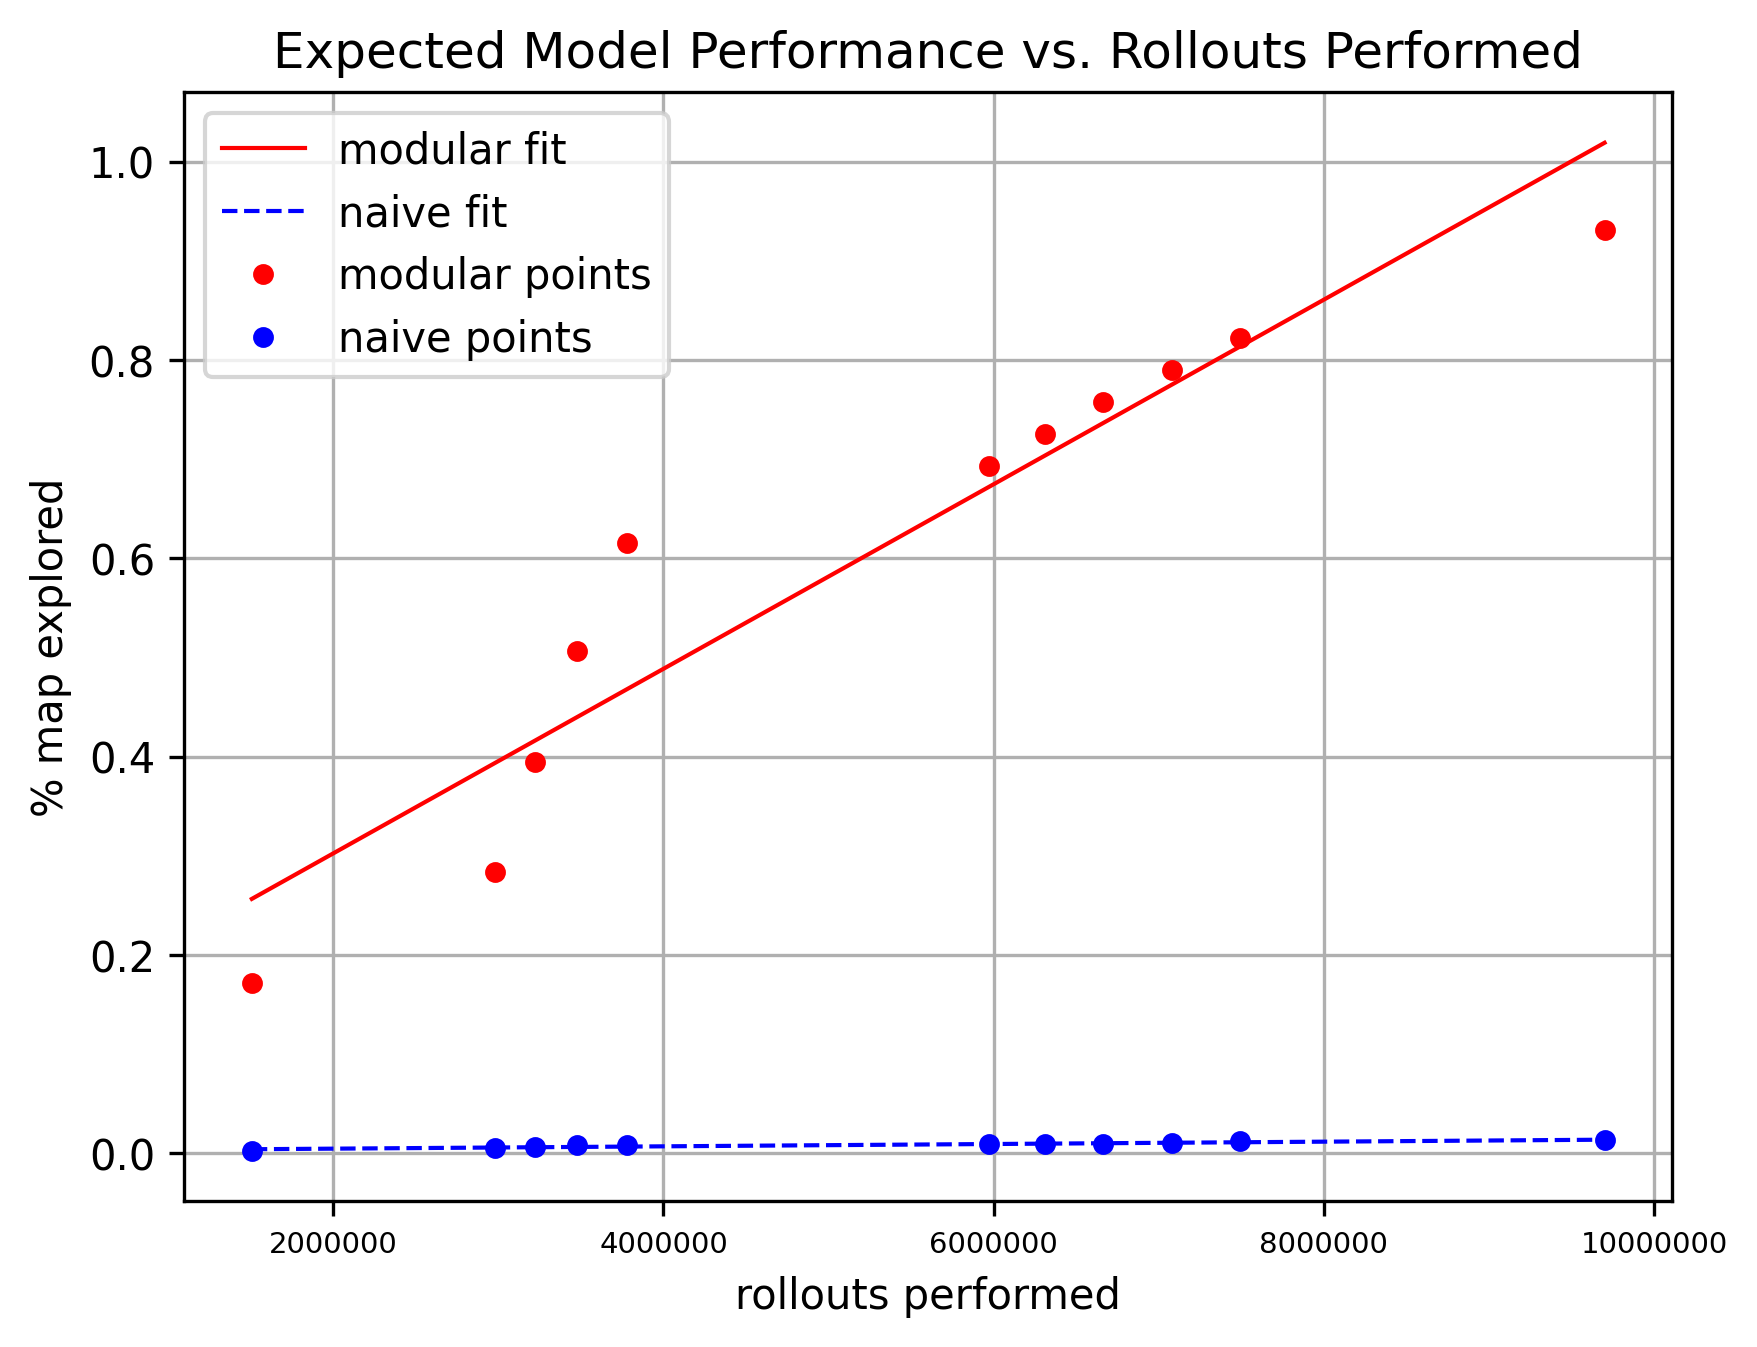 Expected Model Performance vs. Rollouts Performed
modular fit
naive fit
modular points
naive points
1.0
0.8
0.6
0.4
0.2
0.0
% map explored
2000000 4000000 6000000 8000000 10000000
rollouts performed